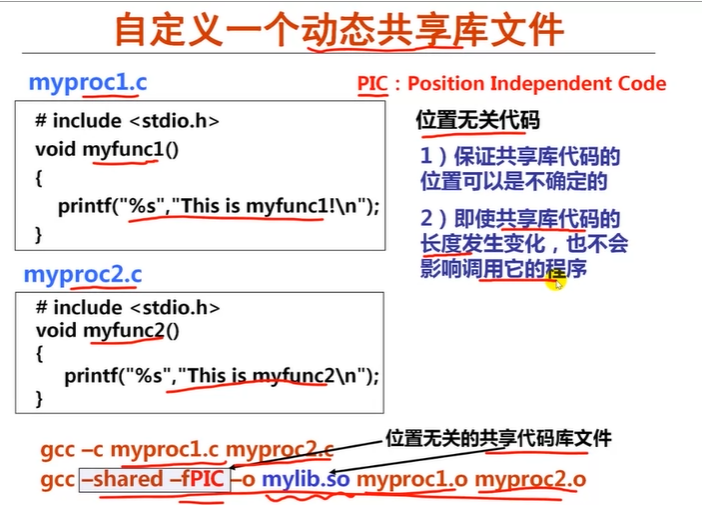 自定义一个动态共享库文件
myproc1.c
# include <stdio.h>
void myfunc1()
{
printf("%s","This is myfunc1!\n");
}
PIC：Position Independent Code
位置无关代码
1）保证共享库代码的
位置可以是不确定的
2）即使共享库代码的
长度发生变化，也不会
影响调用它的程序
myproc2.c
# include <stdio.h>
void myfunc2()
{
printf("%s","This is myfunc2\n");
}
gcc –c myproc1.c myproc2.c
位置无关的共享代码库文件
gcc –shared –fPIC –o mylib.so myproc1.o myproc2.o